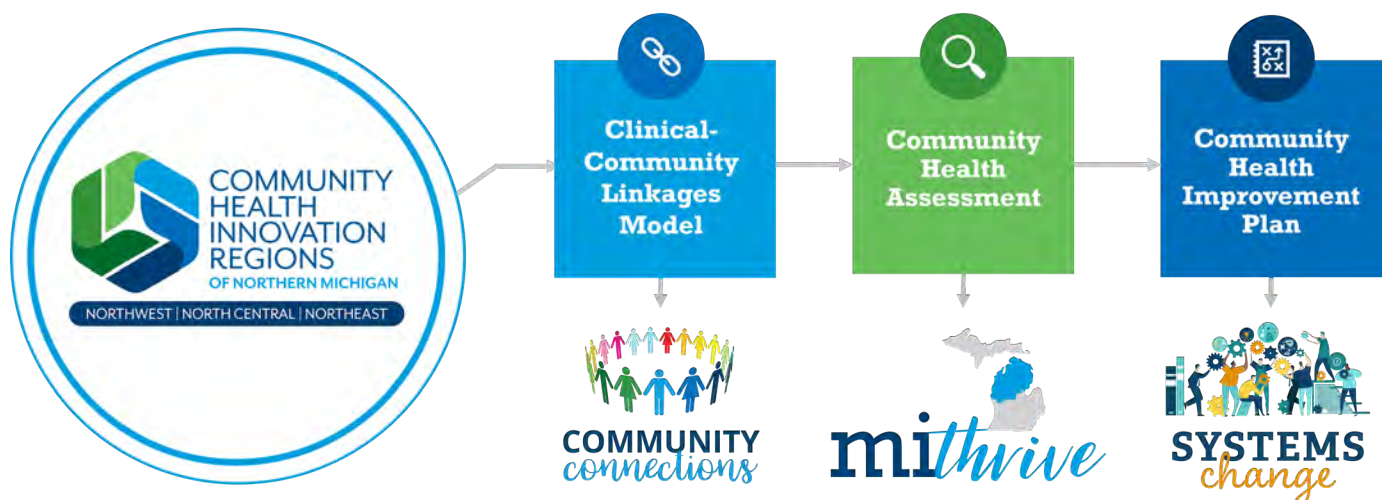 COMMUNITY
HEALTH
INNOVATION
REGIONS
OF NORTHERN MICHIGAN
NORTHWEST | NORTH CENTRAL | NORTHEAST
Clinical-
Community
Linkages
Model
Community
Health
Assessment
Community
Health
Improvement
Plan
COMMUNITY
connections
mithrive
SYSTEMS
change